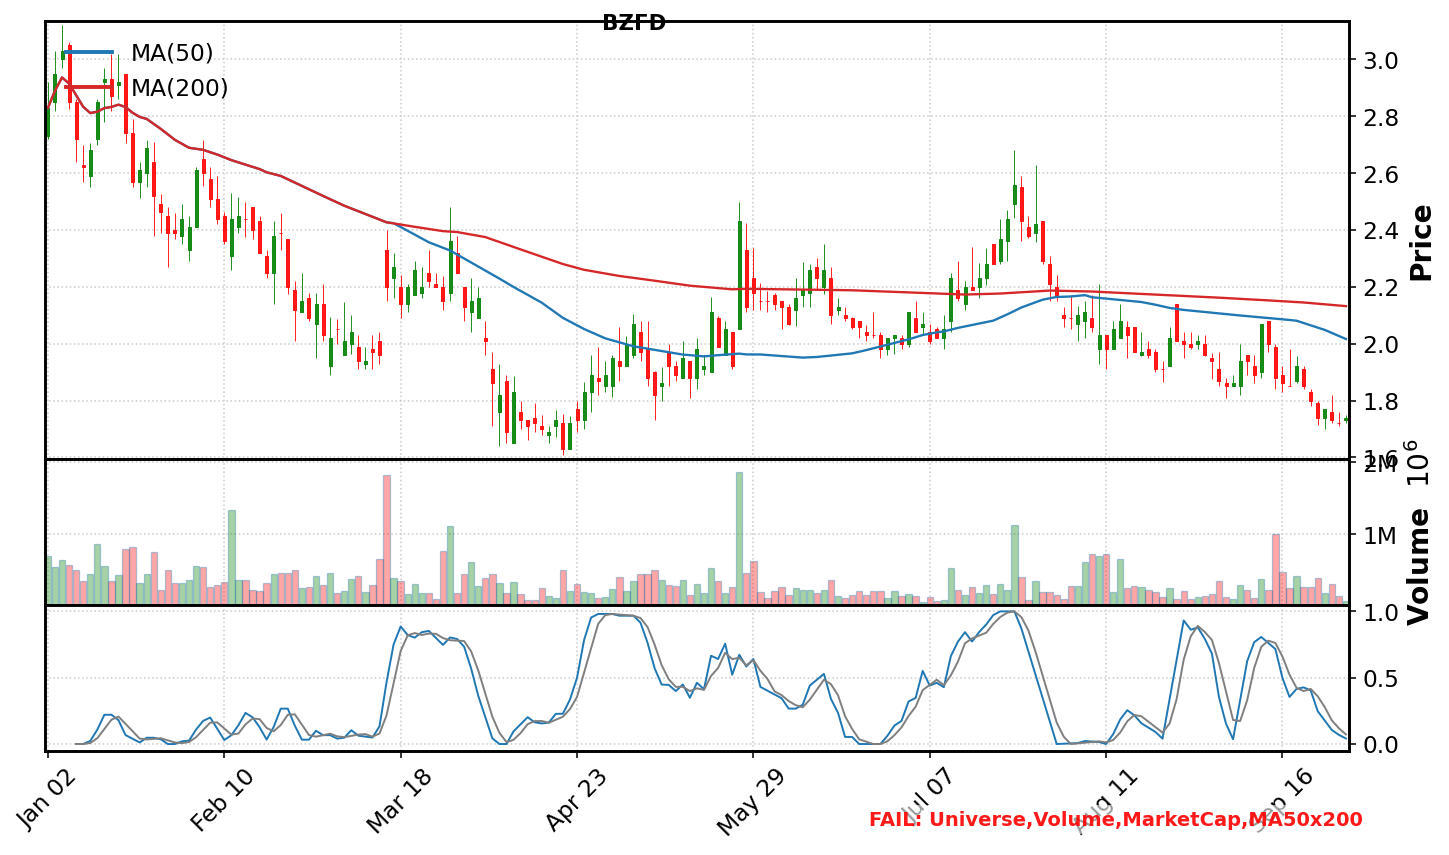 BZFD
MA(50)
MA(200)
3.0
2.8
2.6
2.4
2.2
2.0
1.8
1.6
Price
2M
1M
Volume 10^6
1.0
0.5
0.0
Jan 02
Feb 10
Mar 18
Apr 23
May 29
Jul 07
Aug 11
Sep 16
FAIL: Universe,Volume,MarketCap,MA50x200